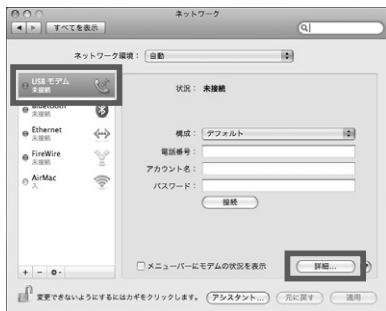 ネットワーク
すべてを表示
ネットワーク環境： 自動
USB モデム
未接続
Bluetooth
未接続
Ethernet
未接続
FireWire
未接続
AirMac
入
状況： 未接続
構成： デフォルト
電話番号：
アカウント名：
パスワード：
接続
メニューバーにモデムの状況を表示
詳細...
?
変更できないようにするにはカギをクリックします。
アシスタント...
元に戻す
適用